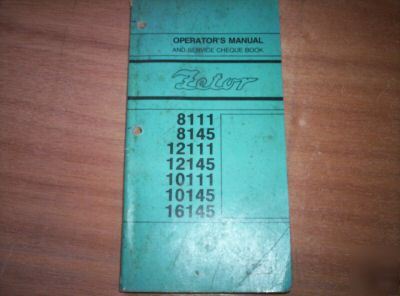 OPERATOR'S MANUAL
AND SERVICE CHEQUE BOOK
Zetor
8111
8145
12111
12145
10111
10145
16145